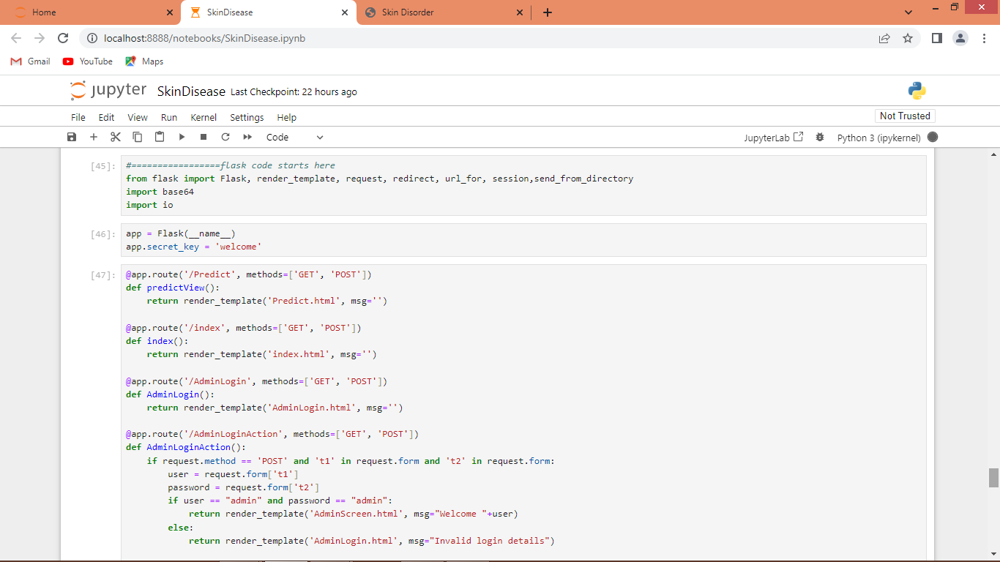 Home
SkinDisease
Skin Disorder
localhost:8888/notebooks/SkinDisease.ipynb
Gmail
YouTube
Maps
jupyter SkinDisease Last Checkpoint: 22 hours ago
File Edit View Run Kernel Settings Help
Not Trusted
Code
JupyterLab
Python 3 (ipykernel)
[45]: #=================flask code starts here
from flask import Flask, render_template, request, redirect, url_for, session,send_from_directory
import base64
import io
[46]: app = Flask(__name__)
app.secret_key = 'welcome'
[47]: @app.route('/Predict', methods=['GET', 'POST'])
def predictView():
    return render_template('Predict.html', msg='')
@app.route('/index', methods=['GET', 'POST'])
def index():
    return render_template('index.html', msg='')
@app.route('/AdminLogin', methods=['GET', 'POST'])
def AdminLogin():
    return render_template('AdminLogin.html', msg='')
@app.route('/AdminLoginAction', methods=['GET', 'POST'])
def AdminLoginAction():
    if request.method == 'POST' and 't1' in request.form and 't2' in request.form:
        user = request.form['t1']
        password = request.form['t2']
        if user == "admin" and password == "admin":
            return render_template('AdminScreen.html', msg="Welcome "+user)
        else:
            return render_template('AdminLogin.html', msg="Invalid login details")